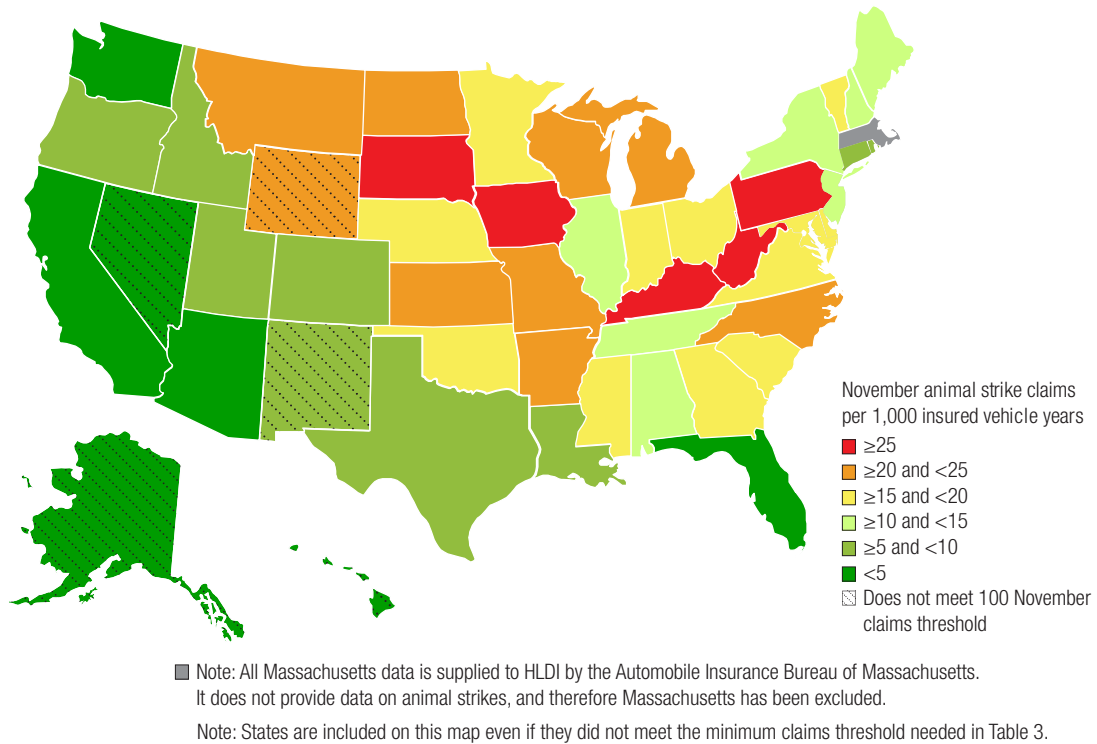 November animal strike claims
per 1,000 insured vehicle years
≥25
≥20 and <25
≥15 and <20
≥10 and <15
≥5 and <10
<5
Does not meet 100 November
claims threshold
Note: All Massachusetts data is supplied to HLDI by the Automobile Insurance Bureau of Massachusetts.
It does not provide data on animal strikes, and therefore Massachusetts has been excluded.
Note: States are included on this map even if they did not meet the minimum claims threshold needed in Table 3.